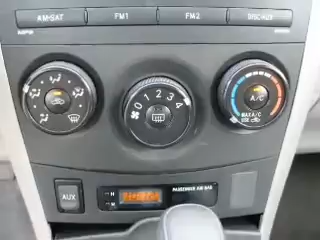 AM·SAT FM1 FM2 DISC·AUX
0 1 2 3 4
A/C
MAX A/C
AUX
PASSENGER AIR BAG